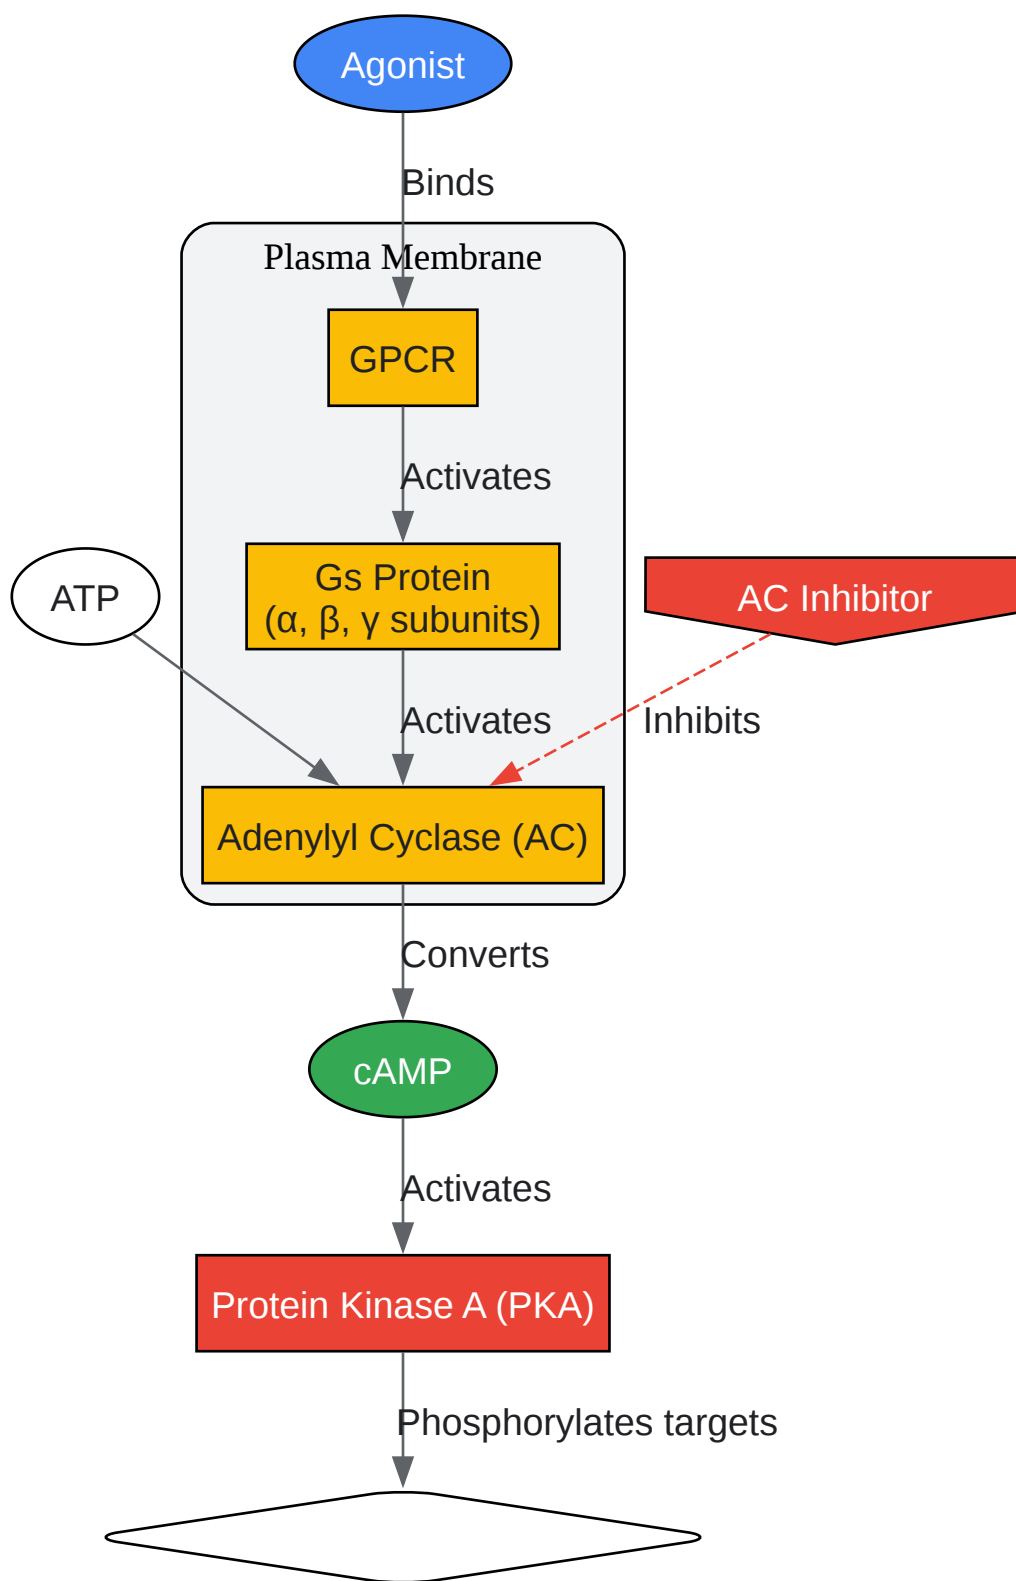 Agonist
Binds
Plasma Membrane
GPCR
Activates
Gs Protein
(α, β, γ subunits)
ATP
AC Inhibitor
Activates
Inhibits
Adenylyl Cyclase (AC)
Converts
cAMP
Activates
Protein Kinase A (PKA)
Phosphorylates targets